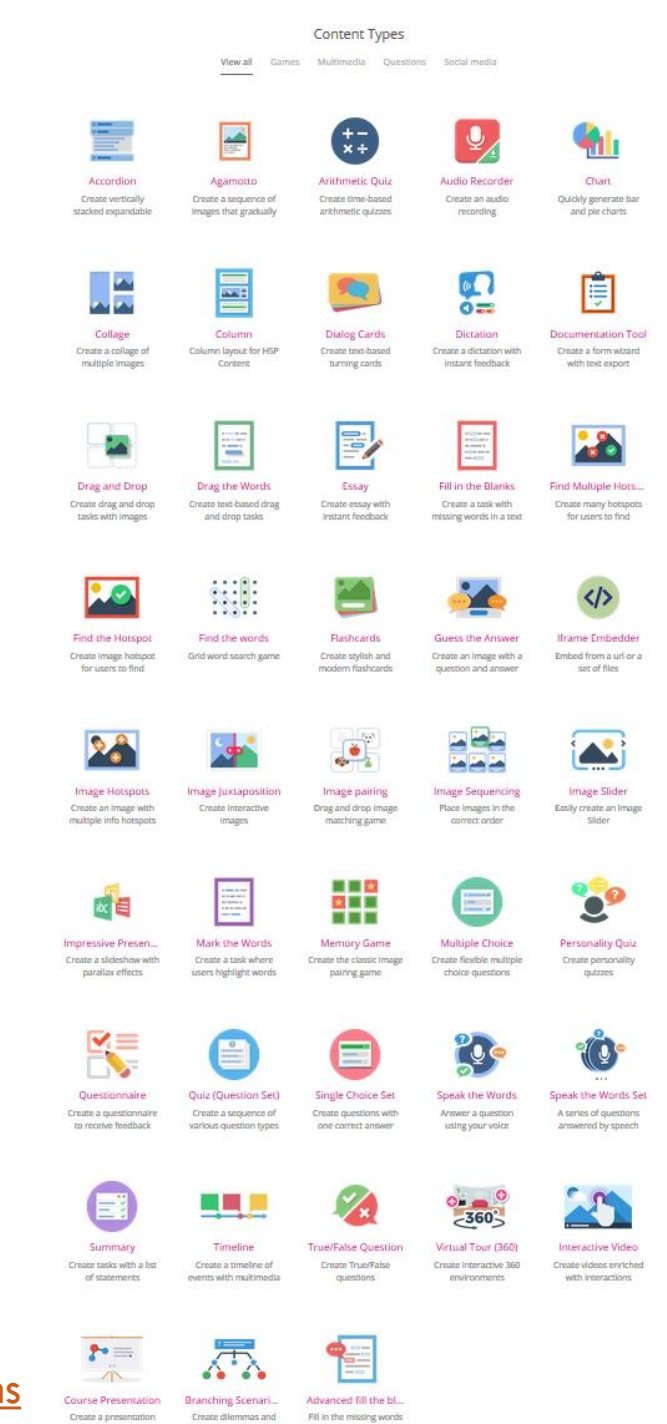 Content Types
View all Games Multimedia Questions Social media
Accordion
Create vertically
stacked expandable
Agamotto
Create a sequence of
images that gradually
Arithmetic Quiz
Create time-based
arithmetic quizzes
Audio Recorder
Create an audio
recording
Chart
Quickly generate bar
and pie charts
Collage
Create a collage of
multiple images
Column
Column layout for H5P
Content
Dialog Cards
Create text-based
turning cards
Dictation
Create a dictation with
instant feedback
Documentation Tool
Create a form wizard
with text export
Drag and Drop
Create drag and drop
tasks with images
Drag the Words
Create text-based drag
and drop tasks
Essay
Create essay with
instant feedback
Fill in the Blanks
Create a task with
missing words in a text
Find Multiple Hots...
Create many hotspots
for users to find
Find the Hotspot
Create image hotspot
for users to find
Find the words
Grid word search game
Flashcards
Create stylish and
modern flashcards
Guess the Answer
Create an image with a
question and answer
Iframe Embedder
Embed from a url or a
set of files
Image Hotspots
Create an image with
multiple info hotspots
Image Juxtaposition
Create interactive
images
Image pairing
Drag and drop image
matching game
Image Sequencing
Place images in the
correct order
Image Slider
Easily create an Image
Slider
abc
Impressive Presen...
Create a slideshow with
parallax effects
Mark the Words
Create a task where
users highlight words
Memory Game
Create the classic image
pairing game
Multiple Choice
Create flexible multiple
choice questions
Personality Quiz
Create personality
quizzes
Questionnaire
Create a questionnaire
to receive feedback
Quiz (Question Set)
Create a sequence of
various question types
Single Choice Set
Create questions with
one correct answer
Speak the Words
Answer a question
using your voice
Speak the Words Set
A series of questions
answered by speech
Summary
Create tasks with a list
of statements
Timeline
Create a timeline of
events with multimedia
True/False Question
Create True/False
questions
360°
Virtual Tour (360)
Create interactive 360
environments
Interactive Video
Create videos enriched
with interactions
ns
Course Presentation
Create a presentation
Branching Scenari...
Create dilemmas and
Advanced fill the bl...
Fill in the missing words